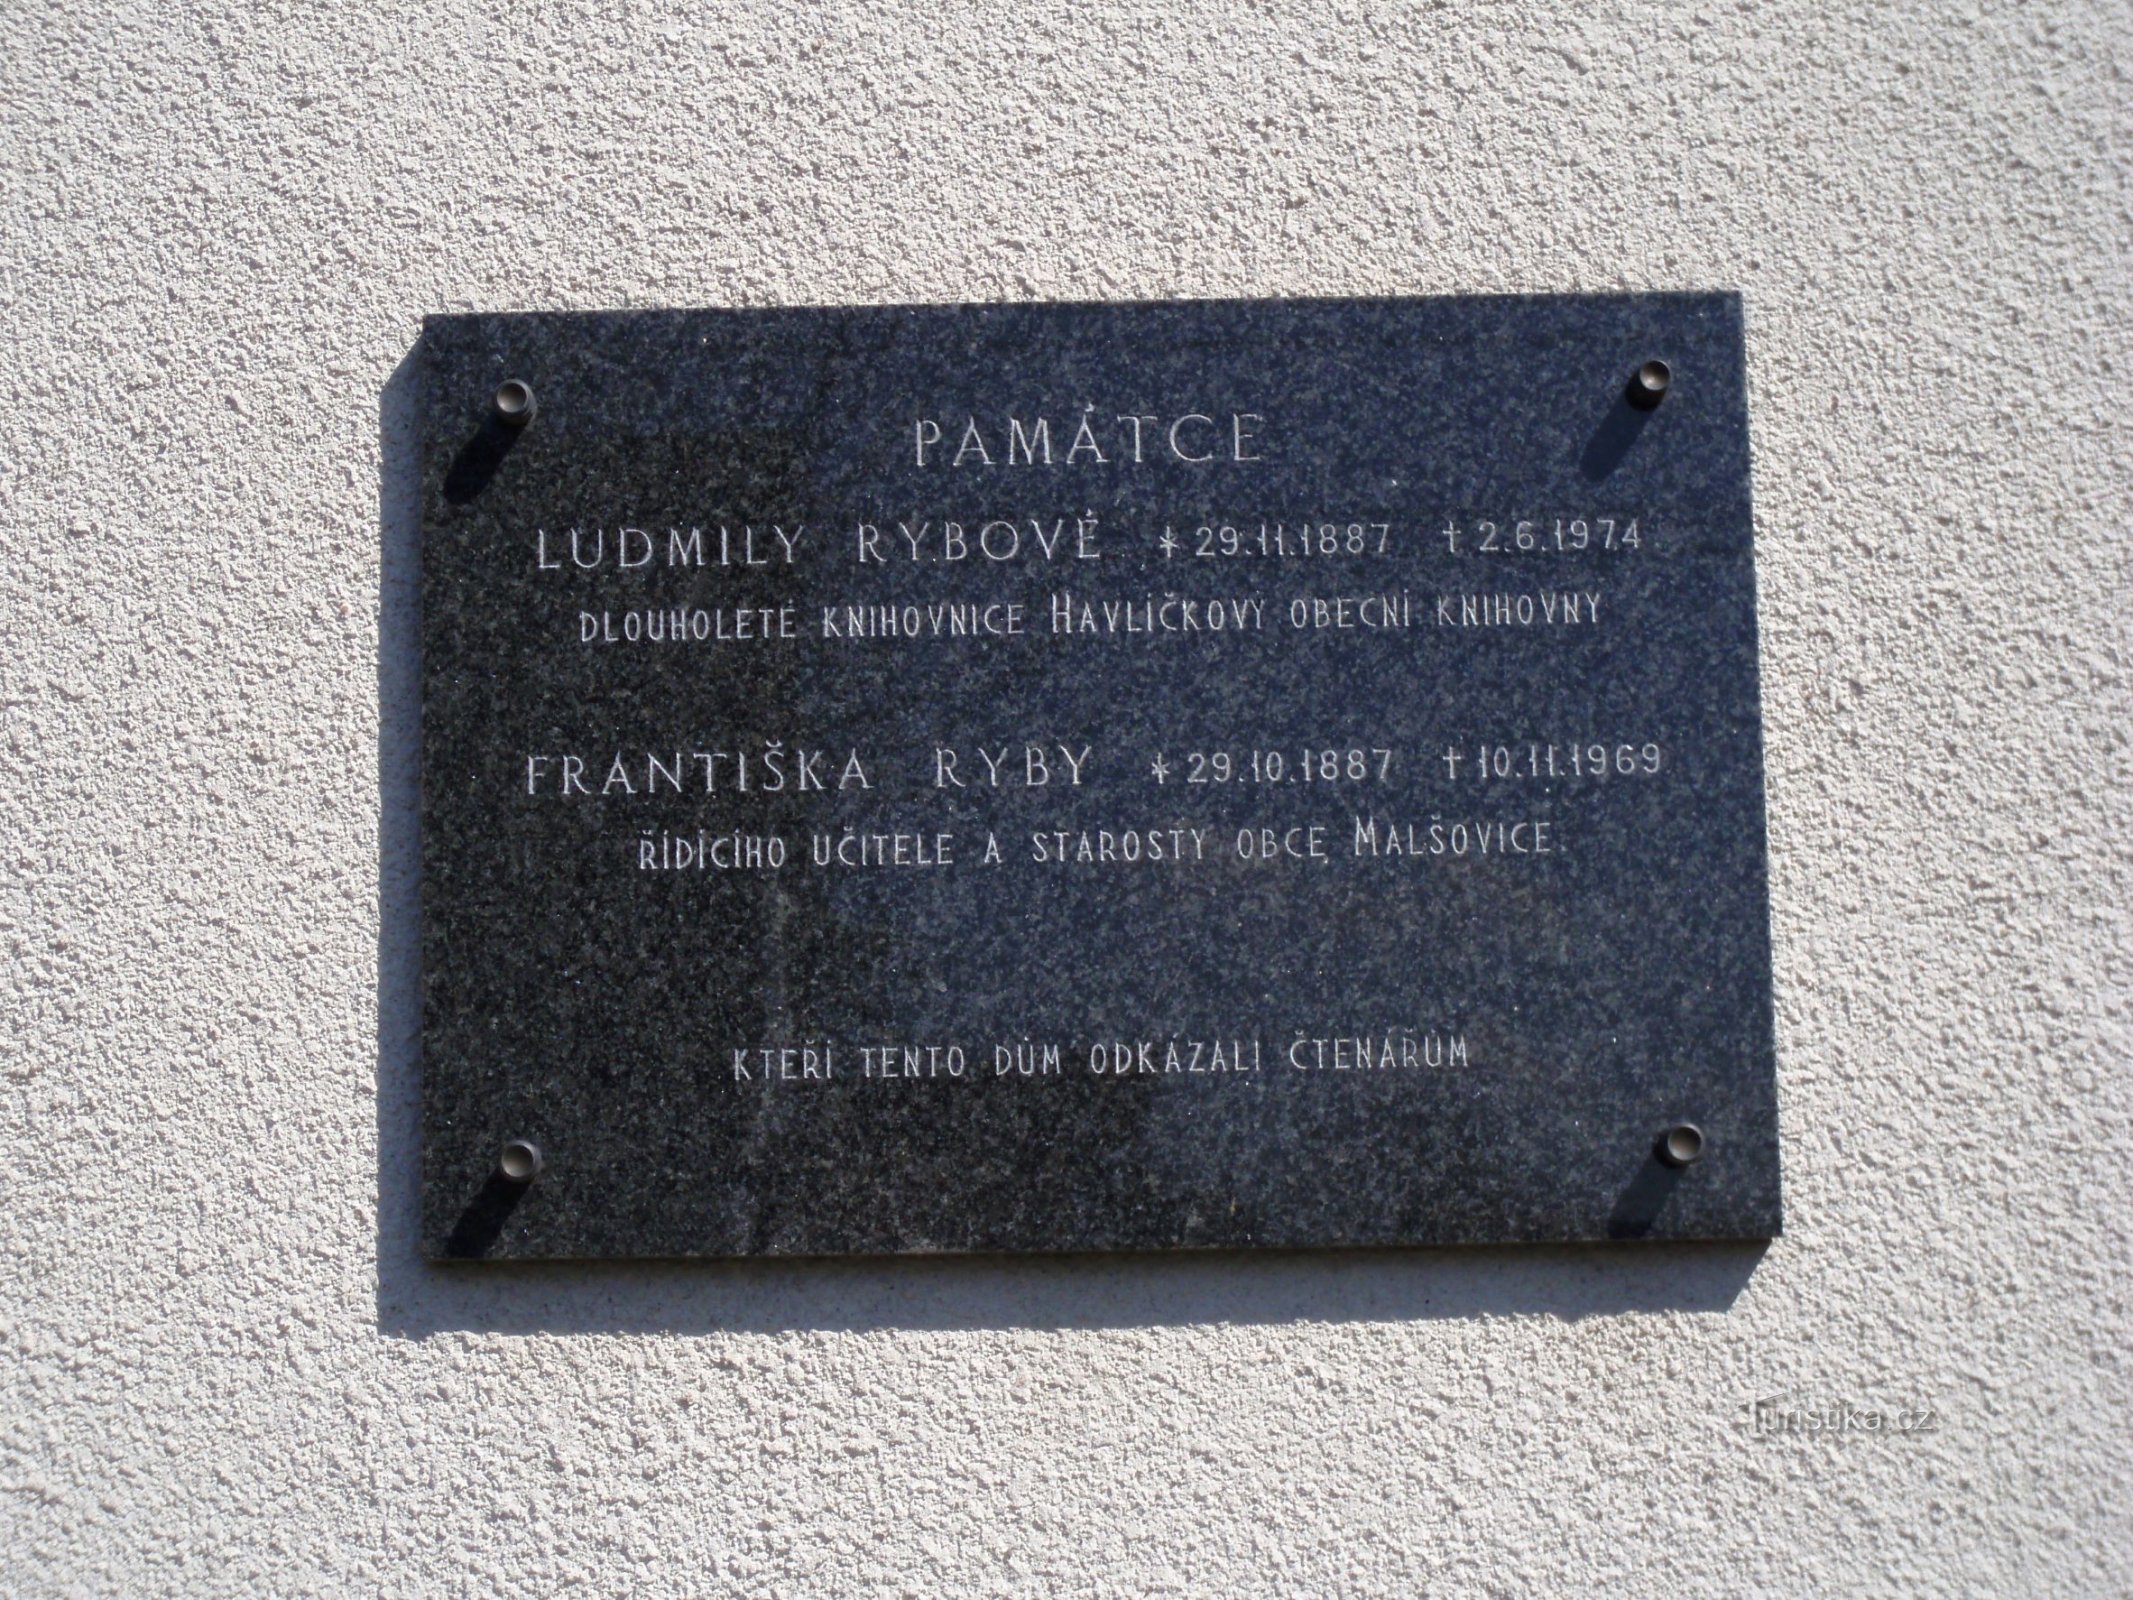 PAMÁTCE
LUDMILY RYBOVÉ * 29.11.1887 † 2.6.1974
DLOUHOLETÉ KNIHOVNICE HAVLÍČKOVY OBECNÍ KNIHOVNY
FRANTIŠKA RYBY * 29.10.1887 † 10.11.1969
ŘÍDÍCÍHO UČITELE A STAROSTY OBCE MALŠOVICE
KTEŘÍ TENTO DŮM ODKÁZALI ČTENÁŘŮM
Turistika.cz